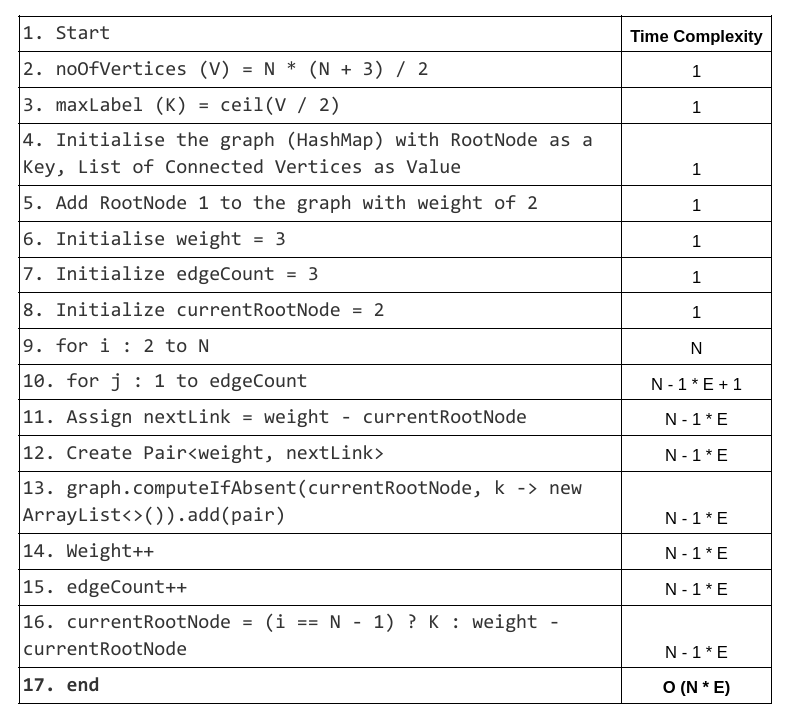 1. Start
Time Complexity
2. noOfVertices (V) = N * (N + 3) / 2
1
3. maxLabel (K) = ceil(V / 2)
1
4. Initialise the graph (HashMap) with RootNode as a
Key, List of Connected Vertices as Value
1
5. Add RootNode 1 to the graph with weight of 2
1
6. Initialise weight = 3
1
7. Initialize edgeCount = 3
1
8. Initialize currentRootNode = 2
1
9. for i : 2 to N
N
10. for j : 1 to edgeCount
N - 1 * E + 1
11. Assign nextLink = weight - currentRootNode
N - 1 * E
12. Create Pair<weight, nextLink>
N - 1 * E
13. graph.computeIfAbsent(currentRootNode, k -> new
ArrayList<>()).add(pair)
N - 1 * E
14. Weight++
N - 1 * E
15. edgeCount++
N - 1 * E
16. currentRootNode = (i == N - 1) ? K : weight -
currentRootNode
N - 1 * E
17. end
O (N * E)